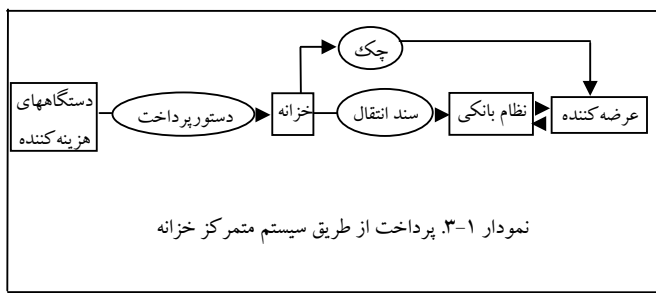 چک
دستگاههای
هزینه کننده
دستورپرداخت
خزانه
سند انتقال
نظام بانکی
عرضه کننده
نمودار ۱-۳. پرداخت از طریق سیستم متمرکز خزانه